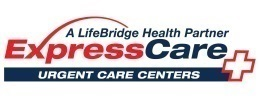 A LifeBridge Health Partner
ExpressCare
URGENT CARE CENTERS